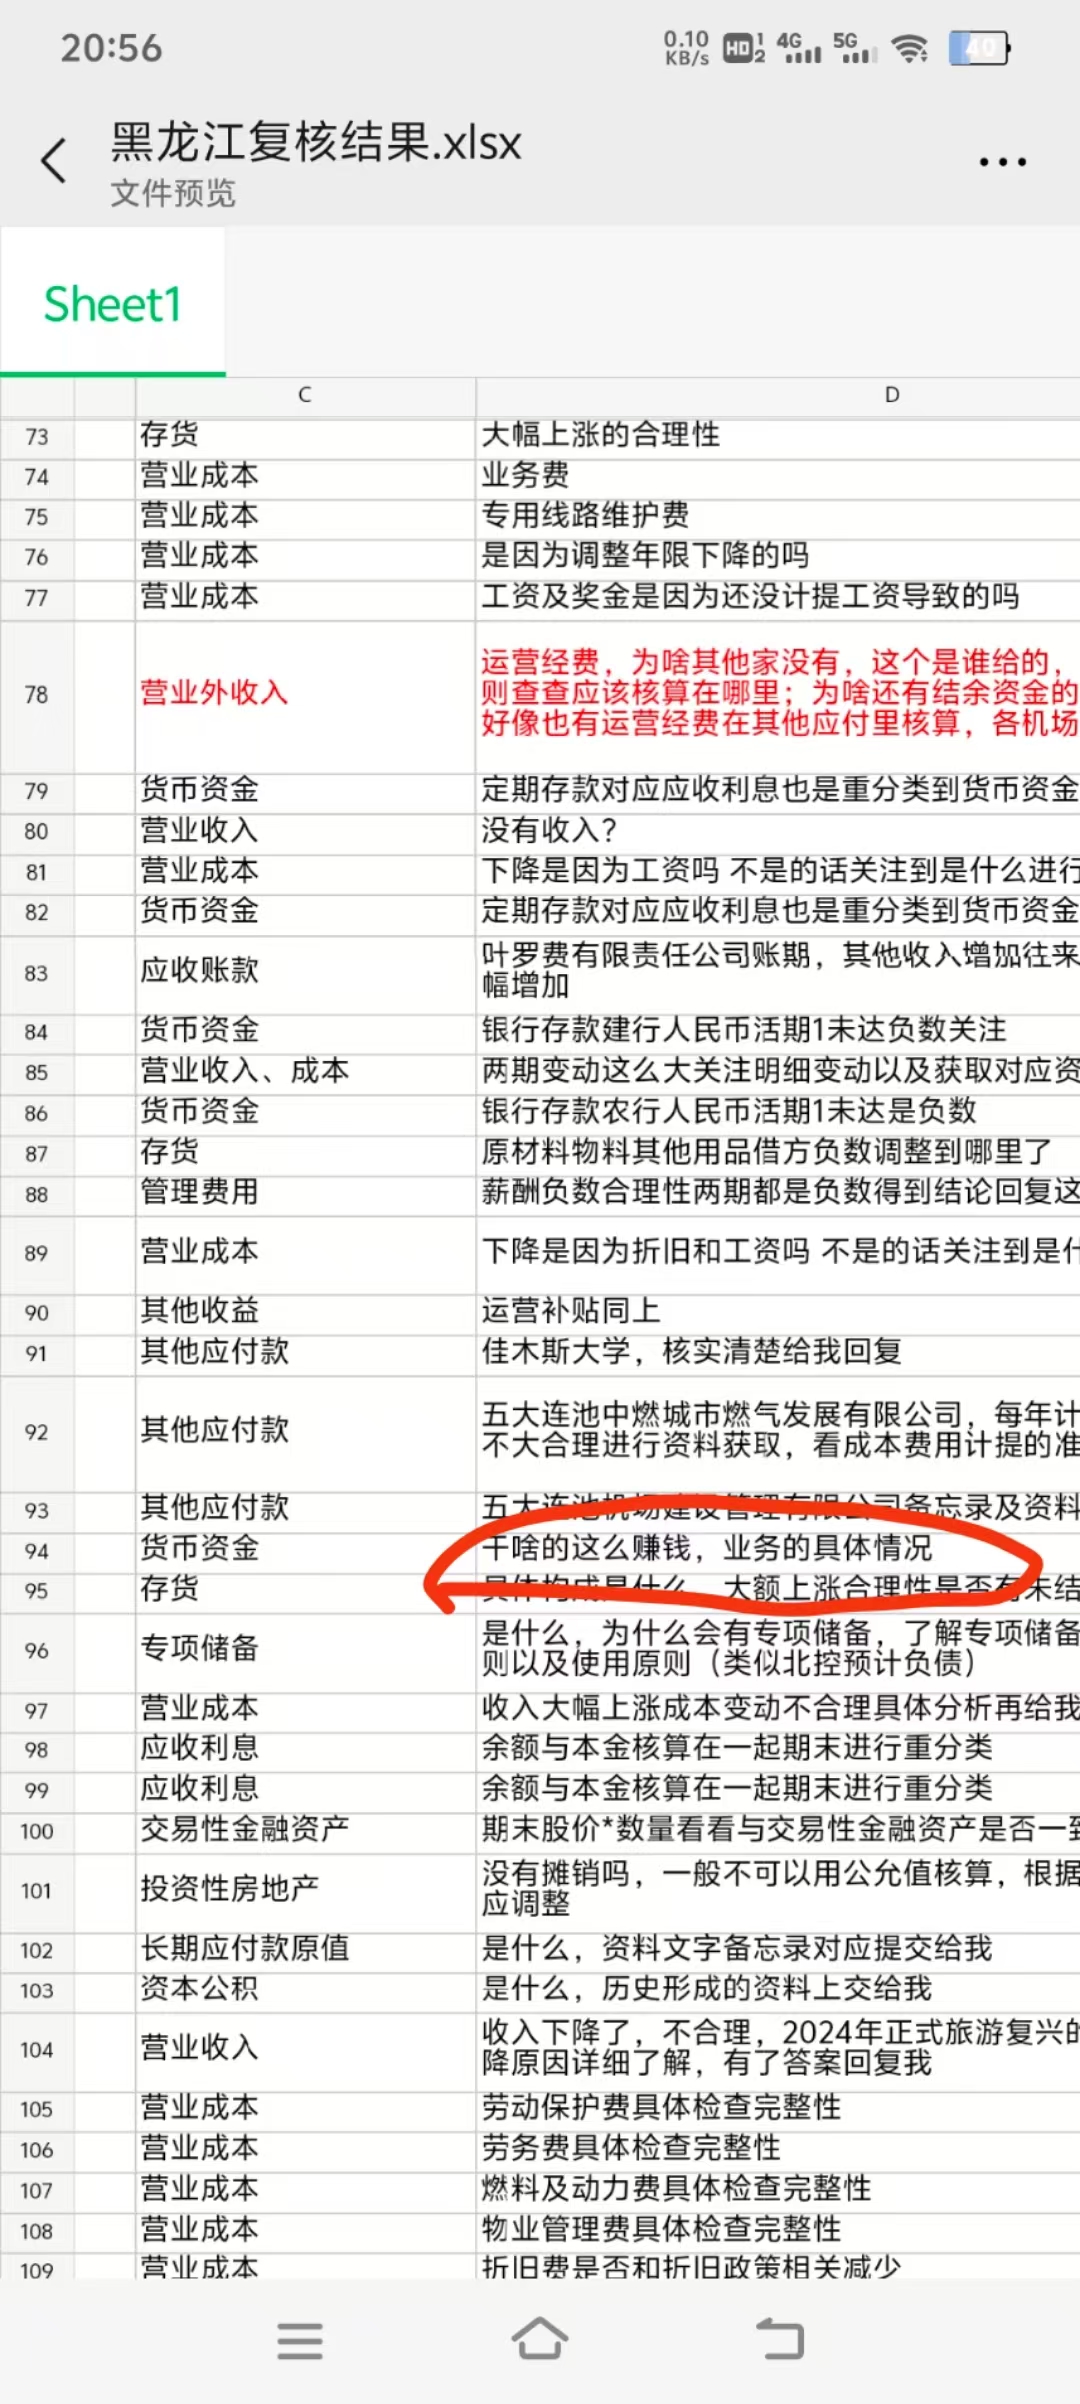 20:56
0.10 KB/s HD 1 2 4G 5G 40
黑龙江复核结果.xlsx
文件预览
Sheet1
C D
73 存货 大幅上涨的合理性
74 营业成本 业务费
75 营业成本 专用线路维护费
76 营业成本 是因为调整年限下降的吗
77 营业成本 工资及奖金是因为还没计提工资导致的吗
78 营业外收入 运营经费，为啥其他家没有，这个是谁给的，
则查查应该核算在哪里；为啥还有结余资金的
好像也有运营经费在其他应付里核算，各机场
79 货币资金 定期存款对应应收利息也是重分类到货币资金
80 营业收入 没有收入？
81 营业成本 下降是因为工资吗 不是的话关注到是什么进行
82 货币资金 定期存款对应应收利息也是重分类到货币资金
83 应收账款 叶罗费有限责任公司账期，其他收入增加往来
幅增加
84 货币资金 银行存款建行人民币活期1未达负数关注
85 营业收入、成本 两期变动这么大关注明细变动以及获取对应资
86 货币资金 银行存款农行人民币活期1未达是负数
87 存货 原材料物料其他用品借方负数调整到哪里了
88 管理费用 薪酬负数合理性两期都是负数得到结论回复这
89 营业成本 下降是因为折旧和工资吗 不是的话关注到是什
90 其他收益 运营补贴同上
91 其他应付款 佳木斯大学，核实清楚给我回复
92 其他应付款 五大连池中燃城市燃气发展有限公司，每年计
不大合理进行资料获取，看成本费用计提的准
93 其他应付款 五大连池机场建设管理有限公司备忘录及资料
94 货币资金 干啥的这么赚钱，业务的具体情况
95 存货 具体构成是什么，大额上涨合理性是否有未结
96 专项储备 是什么，为什么会有专项储备，了解专项储备
则以及使用原则（类似北控预计负债）
97 营业成本 收入大幅上涨成本变动不合理具体分析再给我
98 应收利息 余额与本金核算在一起期末进行重分类
99 应收利息 余额与本金核算在一起期末进行重分类
100 交易性金融资产 期末股价*数量看看与交易性金融资产是否一致
101 投资性房地产 没有摊销吗，一般不可以用公允值核算，根据
应调整
102 长期应付款原值 是什么，资料文字备忘录对应提交给我
103 资本公积 是什么，历史形成的资料上交给我
104 营业收入 收入下降了，不合理，2024年正式旅游复兴的
降原因详细了解，有了答案回复我
105 营业成本 劳动保护费具体检查完整性
106 营业成本 劳务费具体检查完整性
107 营业成本 燃料及动力费具体检查完整性
108 营业成本 物业管理费具体检查完整性
109 营业成本 折旧费是否和折旧政策相关减少